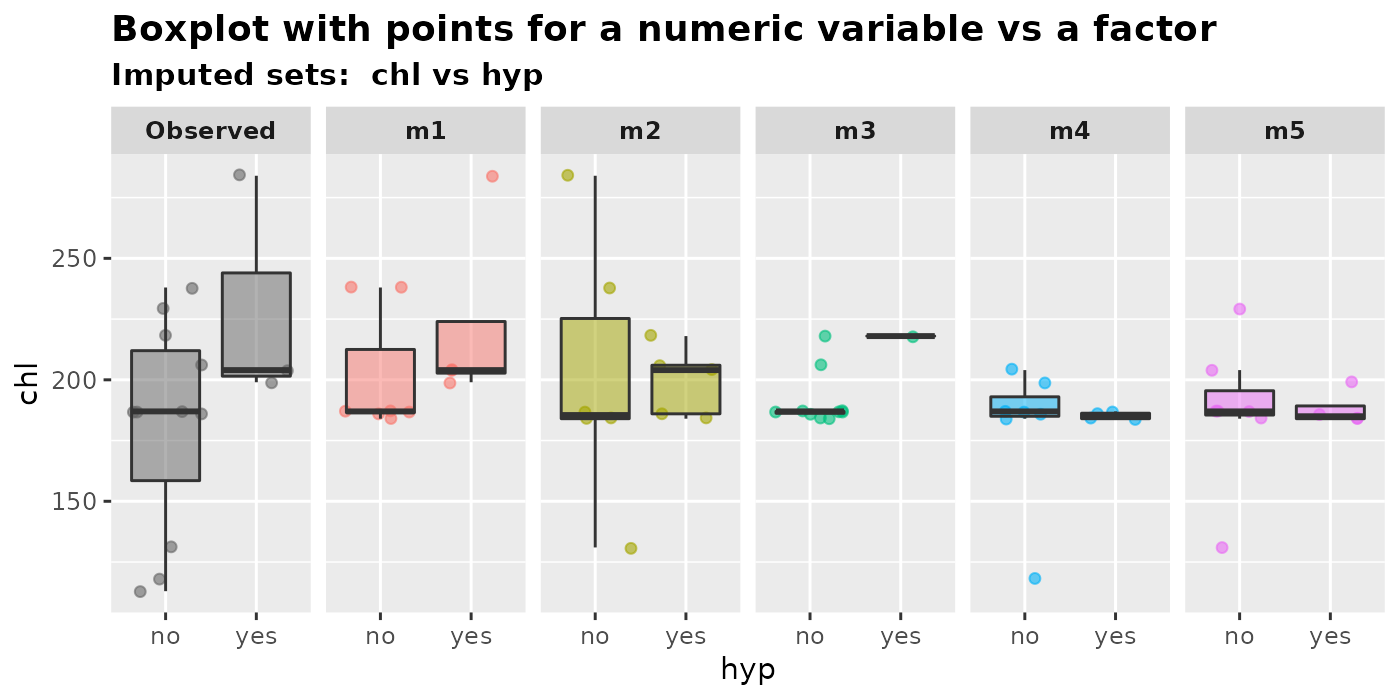 Boxplot with points for a numeric variable vs a factor
Imputed sets:  chl vs hyp
Observed m1 m2 m3 m4 m5
250
200
150
chl
no yes no yes no yes no yes no yes no yes
hyp